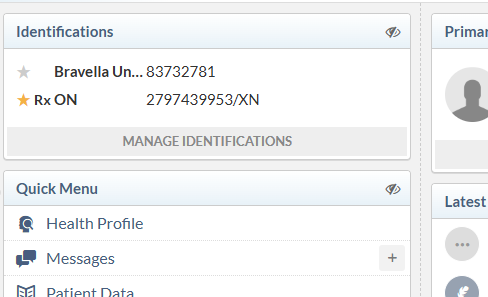 Identifications
Bravella Un... 83732781
Rx ON 2797439953/XN
MANAGE IDENTIFICATIONS
Quick Menu
Health Profile
Messages +
Patient Data
Primar
Latest